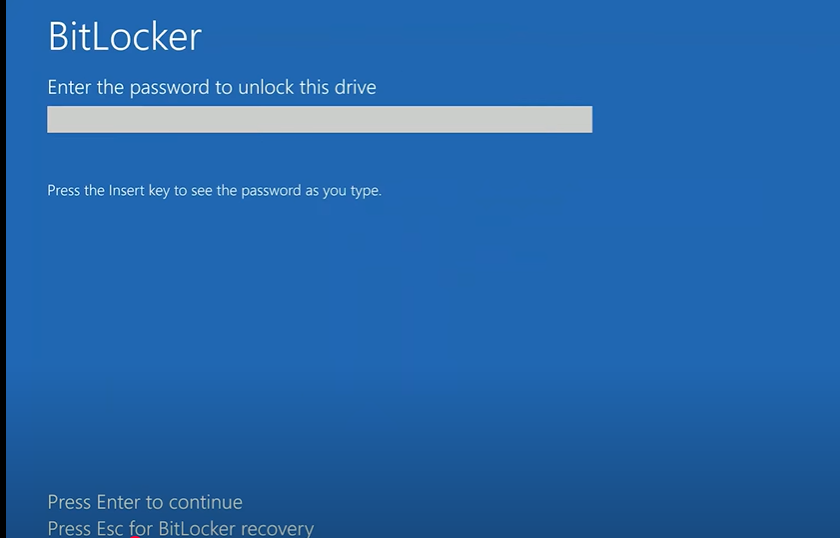 BitLocker
Enter the password to unlock this drive
Press the Insert key to see the password as you type.
Press Enter to continue
Press Esc for BitLocker recovery